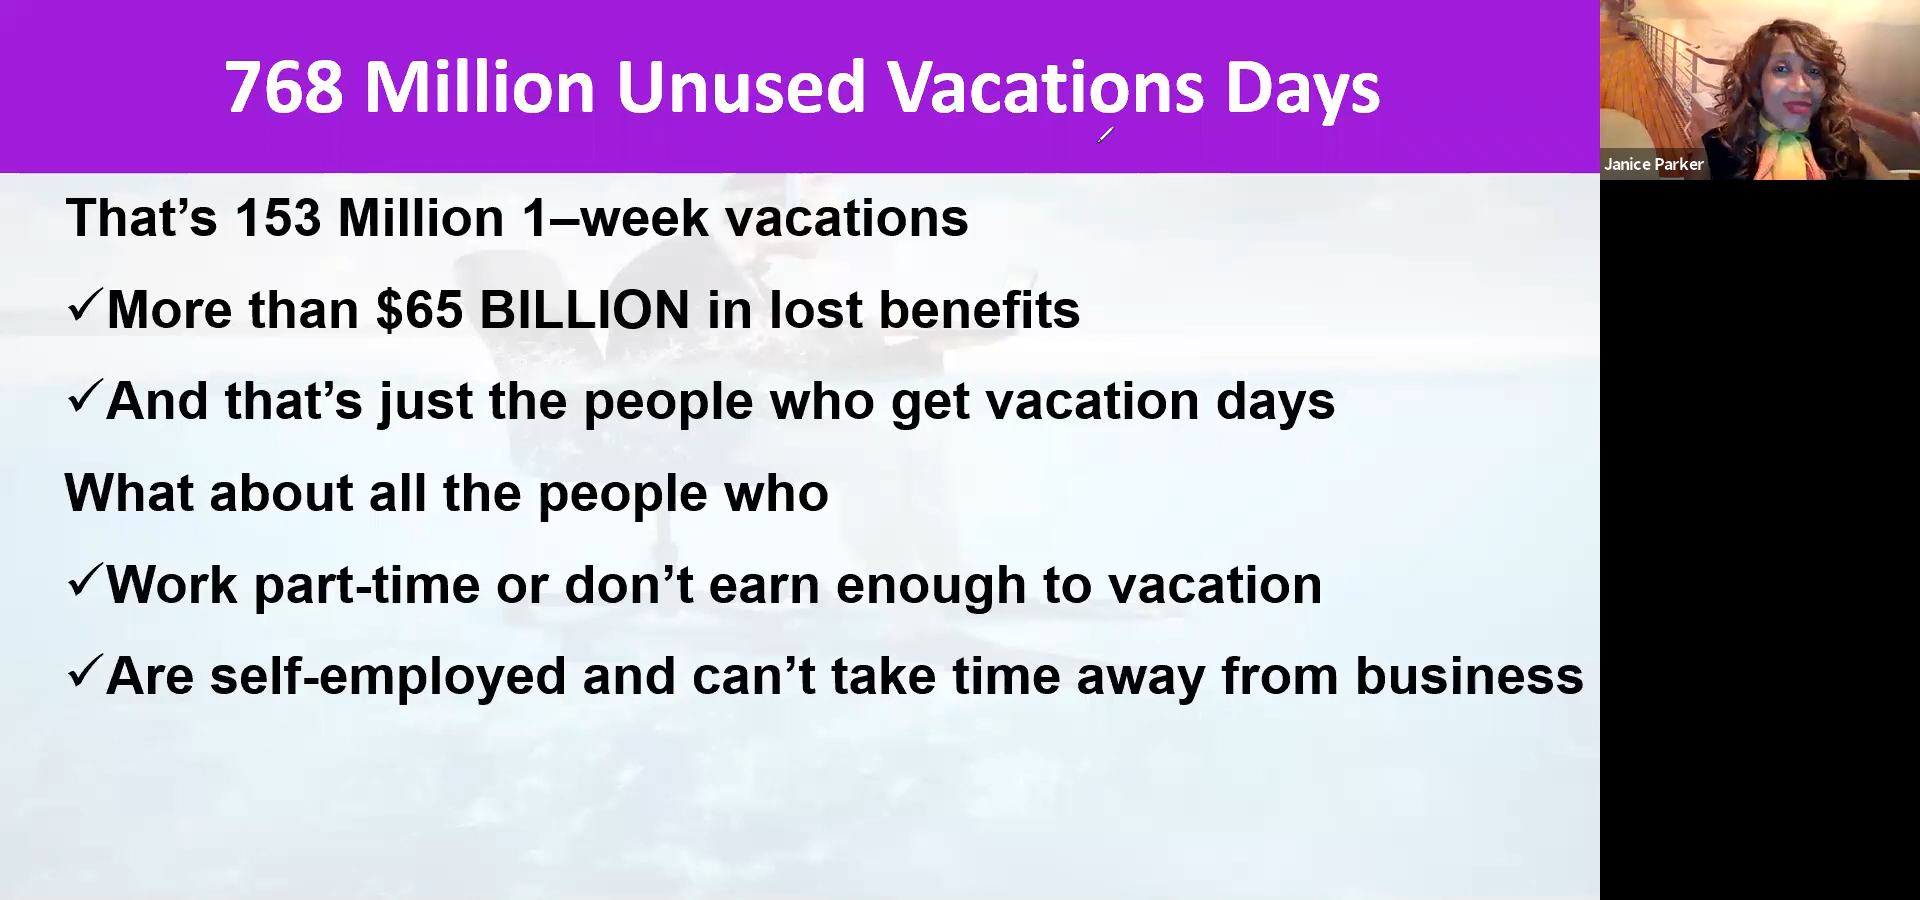 768 Million Unused Vacations Days
That’s 153 Million 1–week vacations
✓More than $65 BILLION in lost benefits
✓And that’s just the people who get vacation days
What about all the people who
✓Work part-time or don’t earn enough to vacation
✓Are self-employed and can’t take time away from business
Janice Parker